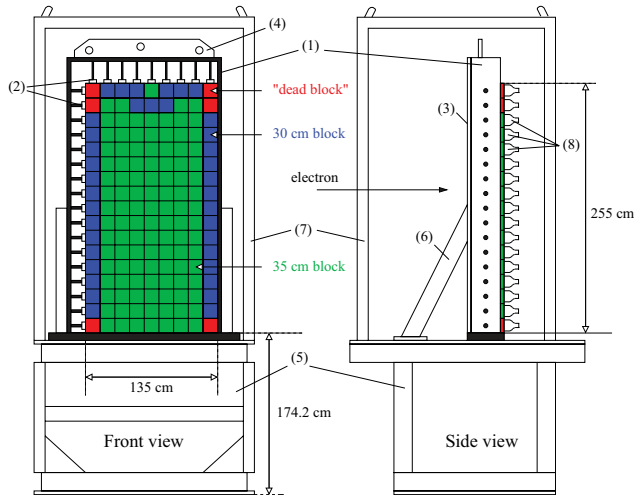 (4)
(1)
(2)
"dead block"
(3)
30 cm block
(8)
electron
255 cm
(7)
(6)
35 cm block
(5)
135 cm
174.2 cm
Front view
Side view